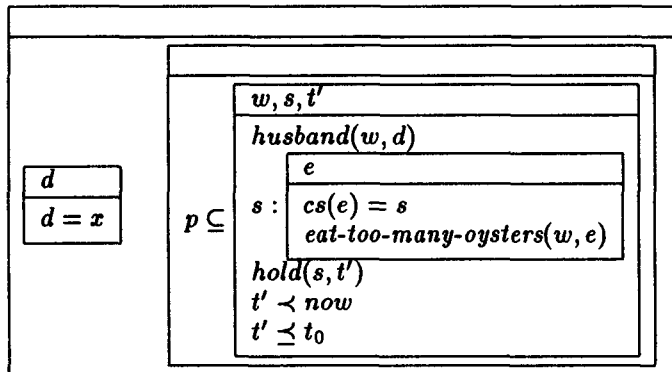 w, s, t′
husband(w, d)
e
d
s : cs(e) = s
d = x
p ⊆
eat-too-many-oysters(w, e)
hold(s, t′)
t′ ≺ now
t′ ⪯ t₀